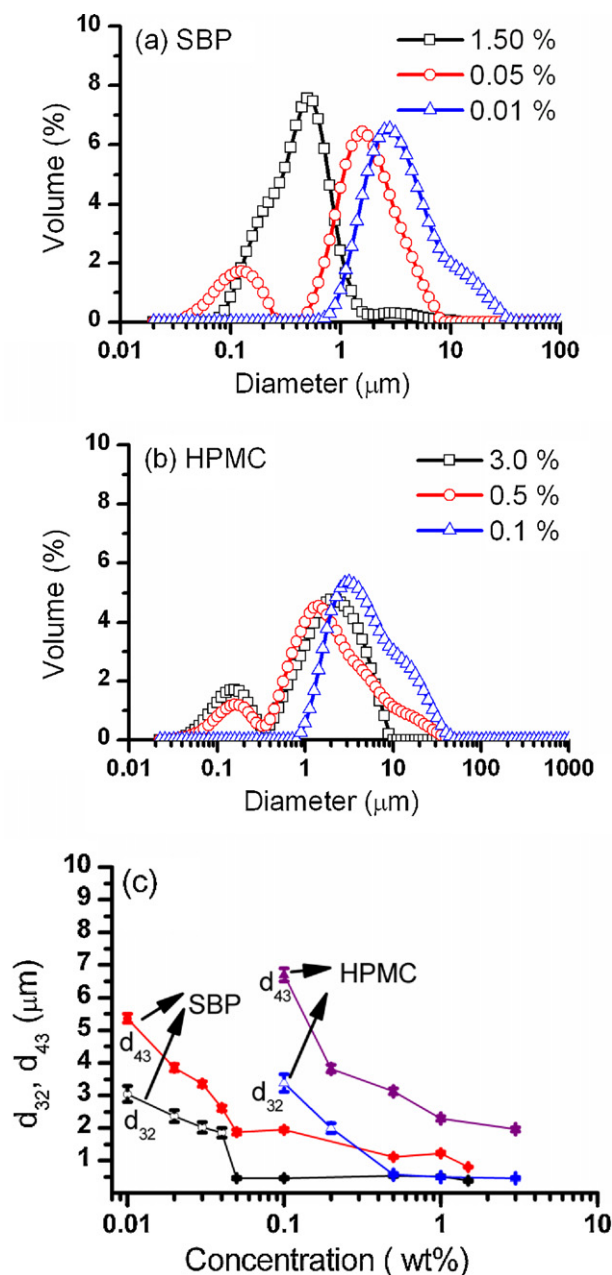 (a) SBP
1.50 %
0.05 %
0.01 %
Volume (%)
10
8
6
4
2
0
0.01 0.1 1 10 100
Diameter (μm)
(b) HPMC
3.0 %
0.5 %
0.1 %
Volume (%)
10
8
6
4
2
0
0.01 0.1 1 10 100 1000
Diameter (μm)
(c)
d32, d43 (μm)
10
9
8
7
6
5
4
3
2
1
d43
HPMC
SBP
d43
d32
d32
0.01 0.1 1 10
Concentration ( wt%)